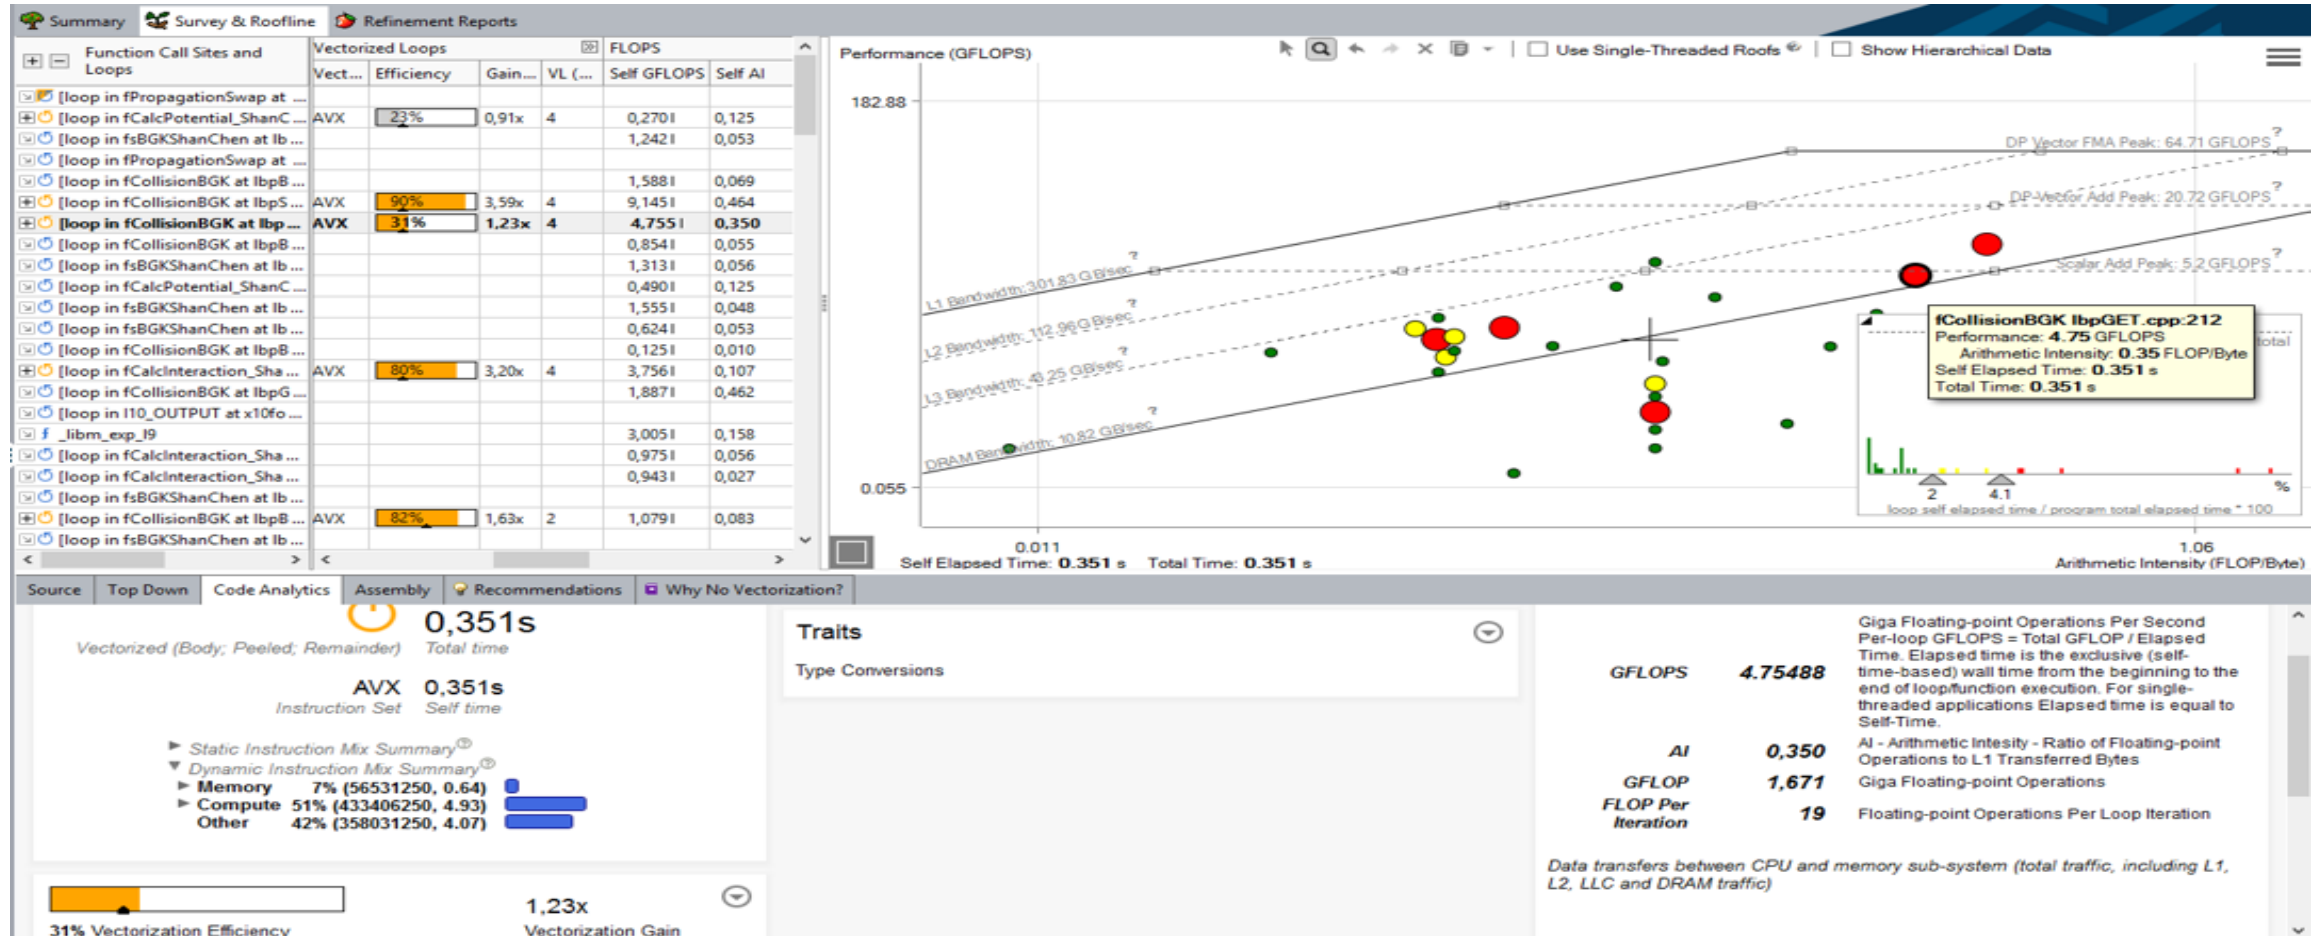 Summary Survey & Roofline Refinement Reports
Function Call Sites and Loops Vectorized Loops FLOPS
Vect... Efficiency Gain... VL (... Self GFLOPS Self AI
[loop in fPropagationSwap at ...
[loop in fCalcPotential_ShanC ... AVX 23% 0,91x 4 0,270 0,125
[loop in fsBGKShanChen at lb ... 1,242 0,053
[loop in fPropagationSwap at ...
[loop in fCollisionBGK at lbpB ... 1,588 0,069
[loop in fCollisionBGK at lbpS ... AVX 90% 3,59x 4 9,145 0,464
[loop in fCollisionBGK at lbp ... AVX 31% 1,23x 4 4,755 0,350
[loop in fCollisionBGK at lbpB ... 0,854 0,055
[loop in fsBGKShanChen at lb ... 1,313 0,056
[loop in fCalcPotential_ShanC ... 0,490 0,125
[loop in fsBGKShanChen at lb ... 1,555 0,048
[loop in fsBGKShanChen at lb ... 0,624 0,053
[loop in fCollisionBGK at lbpB ... 0,125 0,010
[loop in fCalcInteraction_Sha ... AVX 80% 3,20x 4 3,756 0,107
[loop in fCollisionBGK at lbpG ... 1,887 0,462
[loop in l10_OUTPUT at x10fo ...
f _libm_exp_l9 3,005 0,158
[loop in fCalcInteraction_Sha ... 0,975 0,056
[loop in fCalcInteraction_Sha ... 0,943 0,027
[loop in fsBGKShanChen at lb ...
[loop in fCollisionBGK at lbpB ... AVX 82% 1,63x 2 1,079 0,083
[loop in fsBGKShanChen at lb ...
Performance (GFLOPS)
Use Single-Threaded Roofs Show Hierarchical Data
182.88
DP Vector FMA Peak: 64.71 GFLOPS ?
DP Vector Add Peak: 20.72 GFLOPS ?
Scalar Add Peak: 5.2 GFLOPS ?
L1 Bandwidth: 301.83 GB/sec ?
L2 Bandwidth: 112.96 GB/sec ?
L3 Bandwidth: 43.25 GB/sec ?
DRAM Bandwidth: 10.82 GB/sec ?
fCollisionBGK lbpGET.cpp:212
Performance: 4.75 GFLOPS
Arithmetic Intensity: 0.35 FLOP/Byte
Self Elapsed Time: 0.351 s
Total Time: 0.351 s
total
2 4.1 %
loop self elapsed time / program total elapsed time * 100
0.055
0.011 1.06
Self Elapsed Time: 0.351 s Total Time: 0.351 s Arithmetic Intensity (FLOP/Byte)
Source Top Down Code Analytics Assembly Recommendations Why No Vectorization?
0,351s
Vectorized (Body; Peeled; Remainder) Total time
AVX 0,351s
Instruction Set Self time
Static Instruction Mix Summary
Dynamic Instruction Mix Summary
Memory 7% (56531250, 0.64)
Compute 51% (433406250, 4.93)
Other 42% (358031250, 4.07)
1,23x
31% Vectorization Efficiency Vectorization Gain
Traits
Type Conversions
GFLOPS 4.75488
Giga Floating-point Operations Per Second
Per-loop GFLOPS = Total GFLOP / Elapsed
Time. Elapsed time is the exclusive (self-
time-based) wall time from the beginning to the
end of loop/function execution. For single-
threaded applications Elapsed time is equal to
Self-Time.
AI 0,350
AI - Arithmetic Intesity - Ratio of Floating-point
Operations to L1 Transferred Bytes
GFLOP 1,671 Giga Floating-point Operations
FLOP Per Iteration 19 Floating-point Operations Per Loop Iteration
Data transfers between CPU and memory sub-system (total traffic, including L1,
L2, LLC and DRAM traffic)